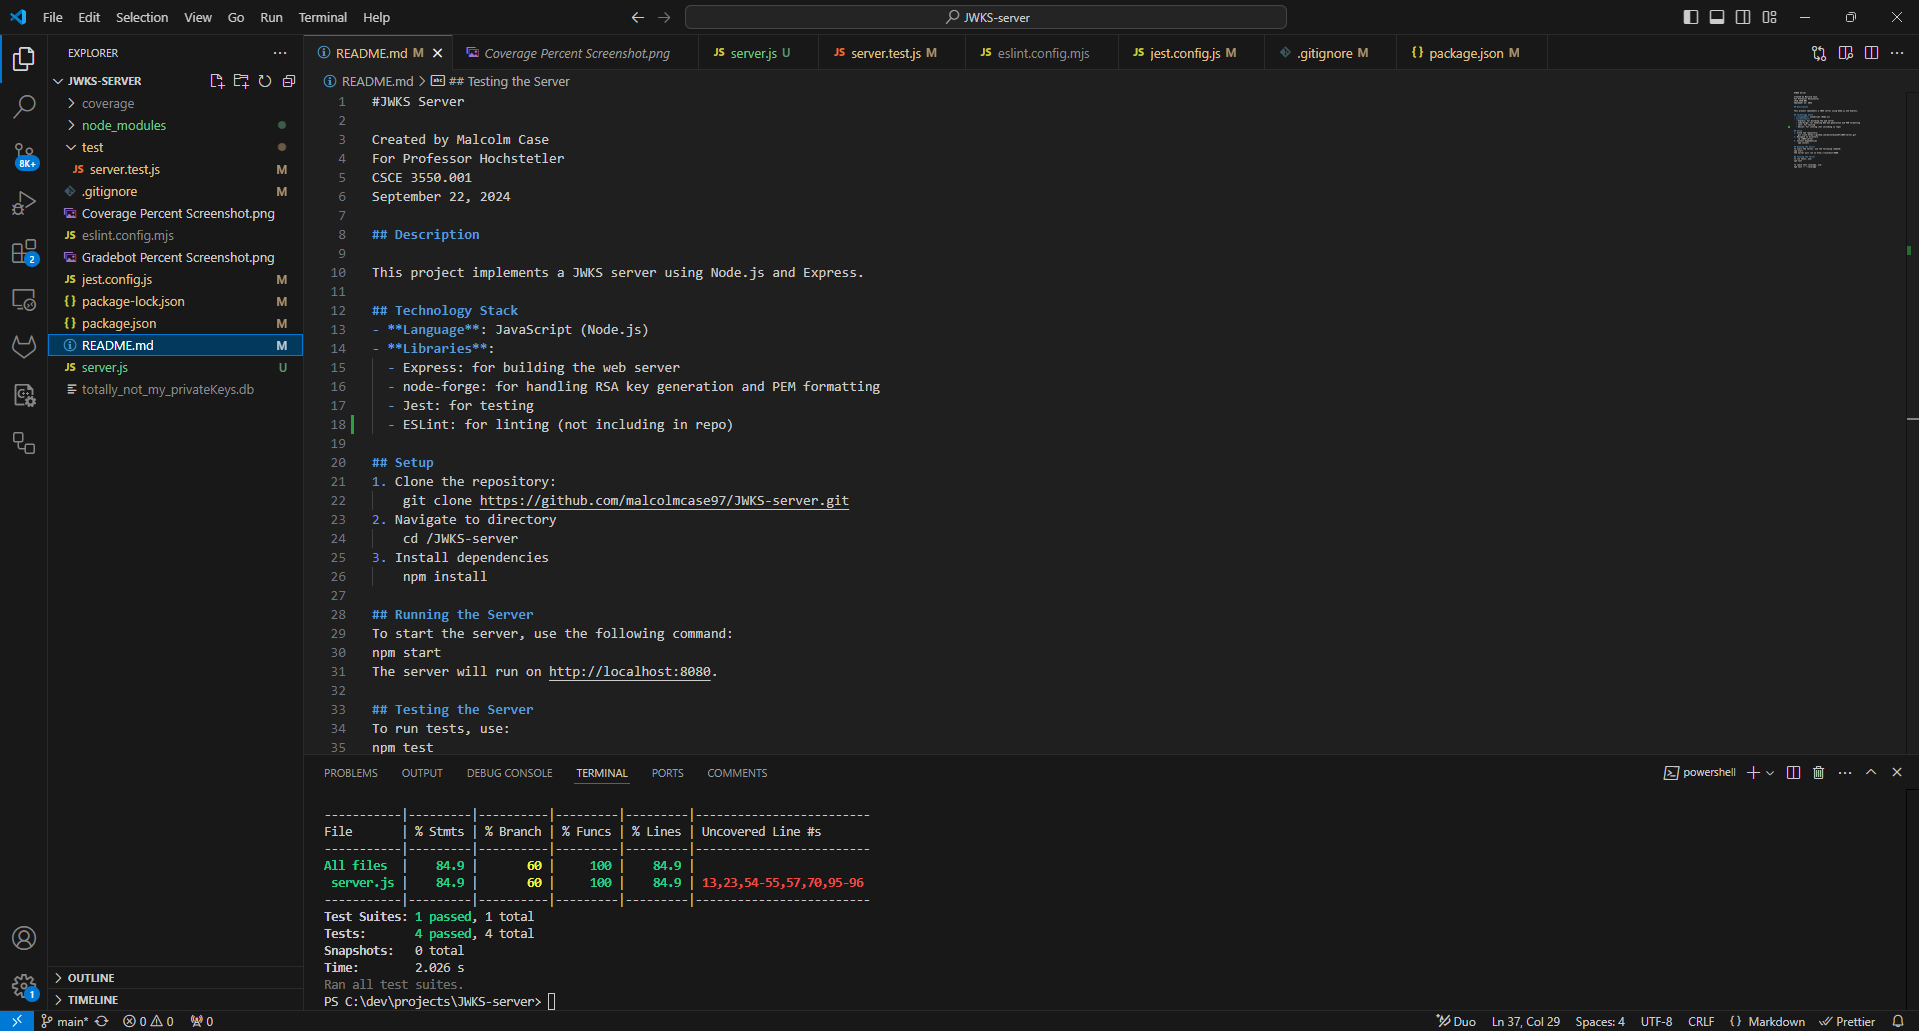 File Edit Selection View Go Run Terminal Help
JWKS-server
EXPLORER
README.md M
Coverage Percent Screenshot.png
server.js U
server.test.js M
eslint.config.mjs
jest.config.js M
.gitignore M
package.json M
JWKS-SERVER
coverage
node_modules
test
server.test.js M
.gitignore M
Coverage Percent Screenshot.png
eslint.config.mjs
Gradebot Percent Screenshot.png
jest.config.js M
package-lock.json M
package.json M
README.md M
server.js U
totally_not_my_privateKeys.db
8K+
2
1
OUTLINE
TIMELINE
README.md > ## Testing the Server
1 #JWKS Server
2
3 Created by Malcolm Case
4 For Professor Hochstetler
5 CSCE 3550.001
6 September 22, 2024
7
8 ## Description
9
10 This project implements a JWKS server using Node.js and Express.
11
12 ## Technology Stack
13 - **Language**: JavaScript (Node.js)
14 - **Libraries**:
15 - Express: for building the web server
16 - node-forge: for handling RSA key generation and PEM formatting
17 - Jest: for testing
18 - ESLint: for linting (not including in repo)
19
20 ## Setup
21 1. Clone the repository:
22 git clone https://github.com/malcolmcase97/JWKS-server.git
23 2. Navigate to directory
24 cd /JWKS-server
25 3. Install dependencies
26 npm install
27
28 ## Running the Server
29 To start the server, use the following command:
30 npm start
31 The server will run on http://localhost:8080.
32
33 ## Testing the Server
34 To run tests, use:
35 npm test
PROBLEMS OUTPUT DEBUG CONSOLE TERMINAL PORTS COMMENTS
powershell
-----------|---------|----------|---------|---------|-------------------------
File | % Stmts | % Branch | % Funcs | % Lines | Uncovered Line #s
-----------|---------|----------|---------|---------|-------------------------
All files | 84.9 | 60 | 100 | 84.9 |
server.js | 84.9 | 60 | 100 | 84.9 | 13,23,54-55,57,70,95-96
-----------|---------|----------|---------|---------|-------------------------
Test Suites: 1 passed, 1 total
Tests: 4 passed, 4 total
Snapshots: 0 total
Time: 2.026 s
Ran all test suites.
PS C:\dev\projects\JWKS-server>
main* 0 0 0
Duo Ln 37, Col 29 Spaces: 4 UTF-8 CRLF {} Markdown Prettier